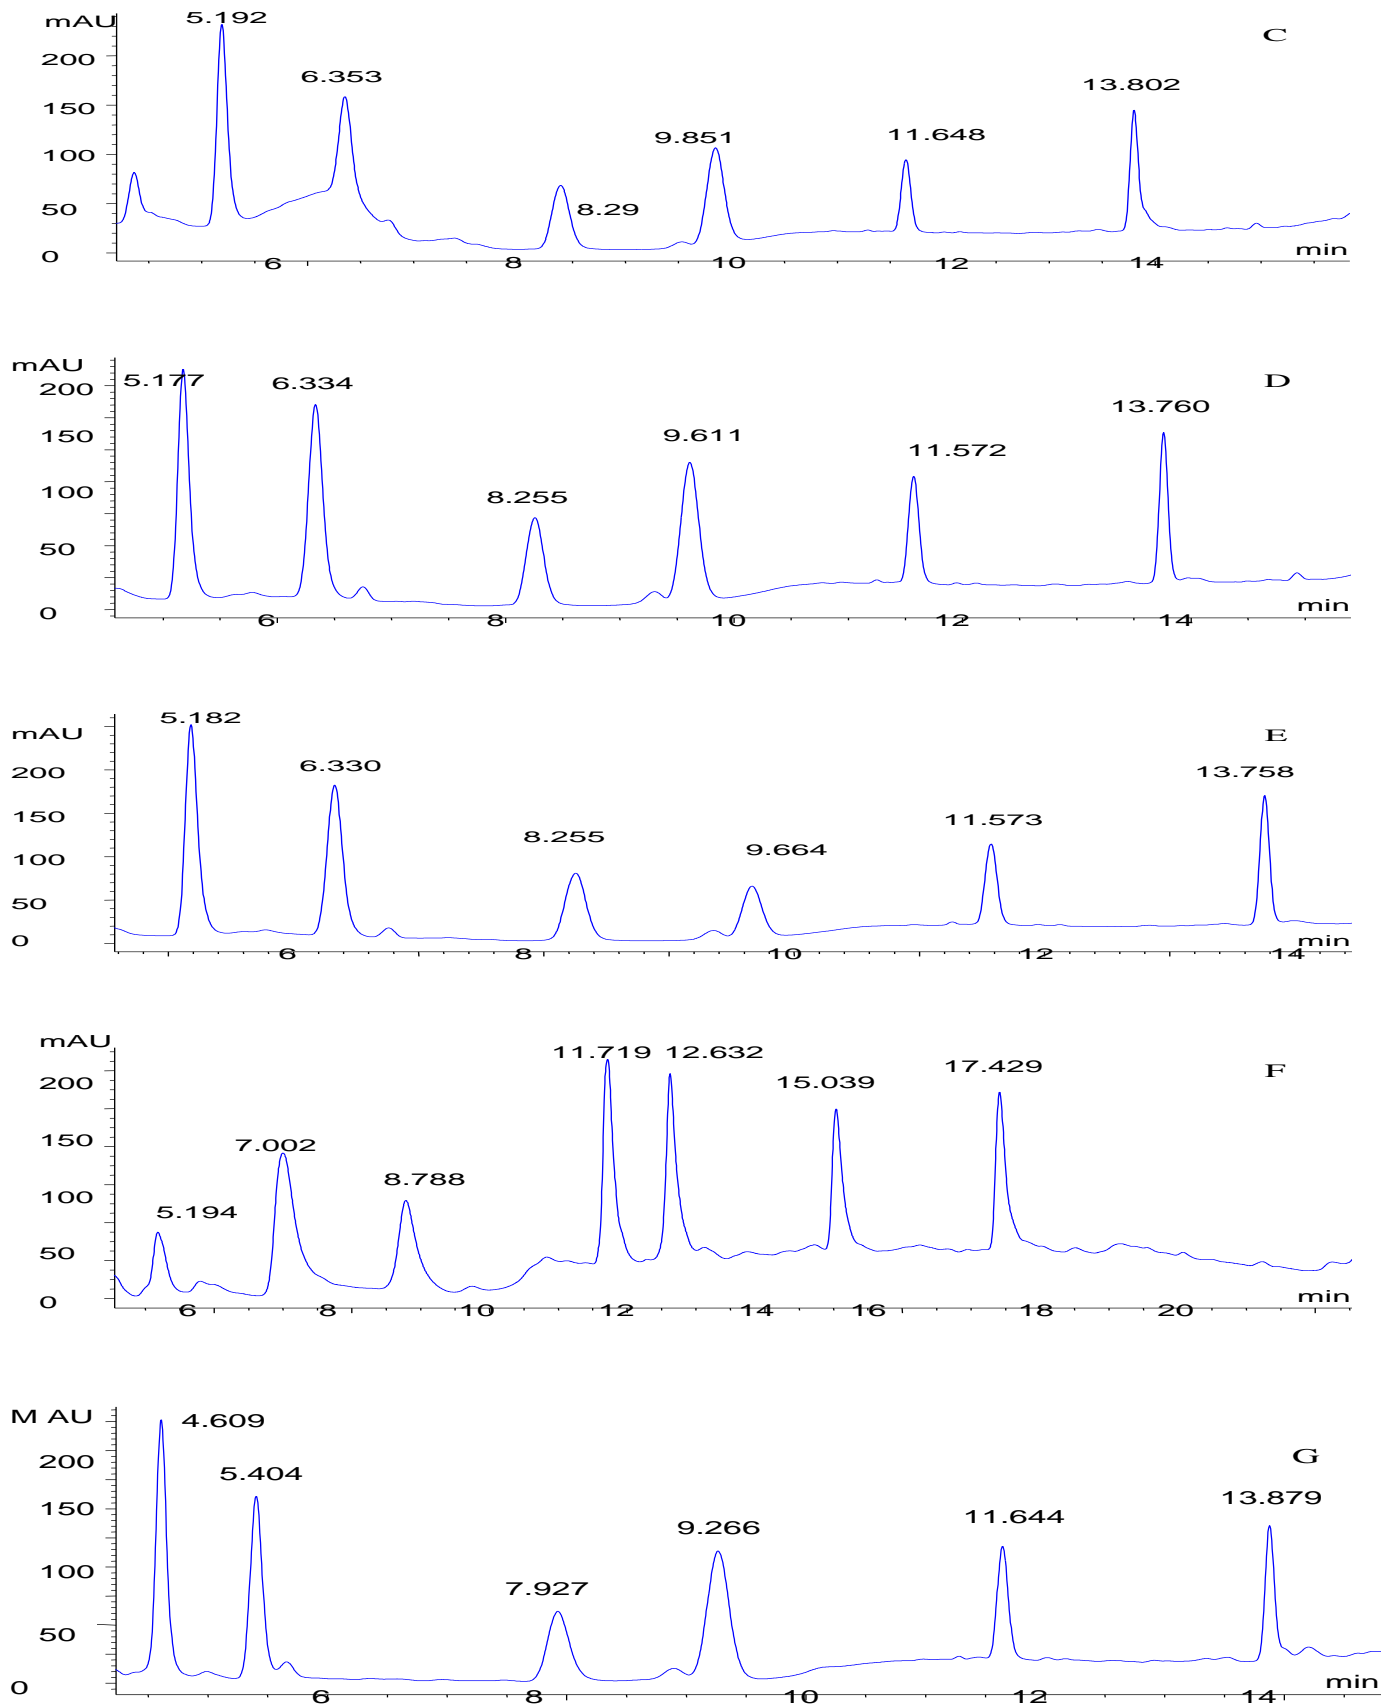 mAU 5.192 C
200 6.353 13.802
150 9.851 11.648
100
50 8.29
0 min
6 8 10 12 14
mAU 5.177 6.334 D
200 13.760
150 9.611 11.572
100 8.255
50
0 min
6 8 10 12 14
5.182
mAU E
200 6.330 13.758
150 8.255 11.573
100 9.664
50
0 min
6 8 10 12 14
mAU 11.719 12.632 17.429
200 15.039 F
150 7.002
100 8.788
5.194
50
0 min
6 8 10 12 14 16 18 20
M AU 4.609
200 5.404 G
150 9.266 11.644 13.879
100 7.927
50
0 min
6 8 10 12 14